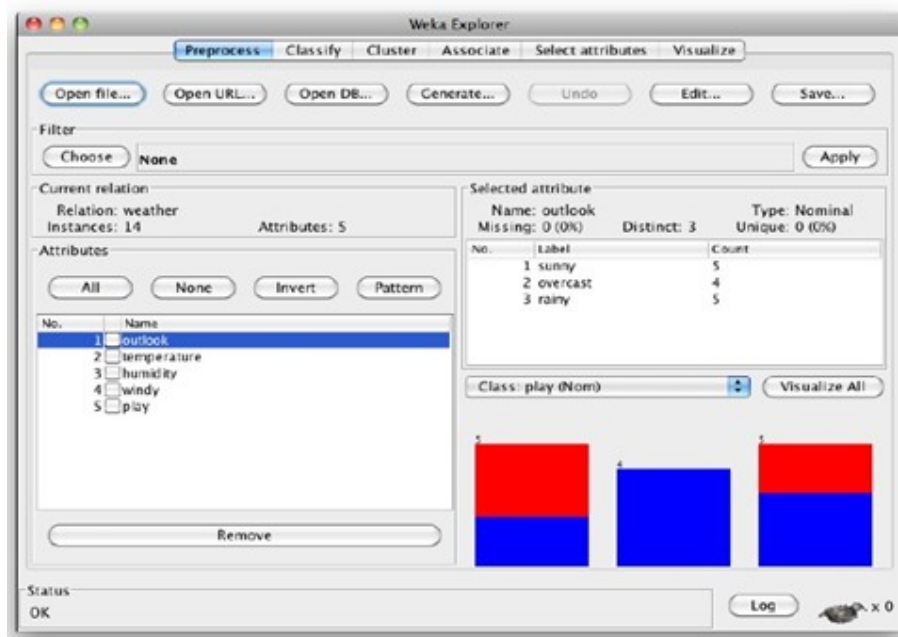 Weka Explorer
Preprocess Classify Cluster Associate Select attributes Visualize
Open file... Open URL... Open DB... Generate... Undo Edit... Save...
Filter
Choose None Apply
Current relation
Relation: weather
Instances: 14 Attributes: 5
Attributes
All None Invert Pattern
No. Name
1 outlook
2 temperature
3 humidity
4 windy
5 play
Remove
Selected attribute
Name: outlook Type: Nominal
Missing: 0 (0%) Distinct: 3 Unique: 0 (0%)
No. Label Count
1 sunny 5
2 overcast 4
3 rainy 5
Class: play (Nom) Visualize All
5 4 5
Status
OK
Log x 0